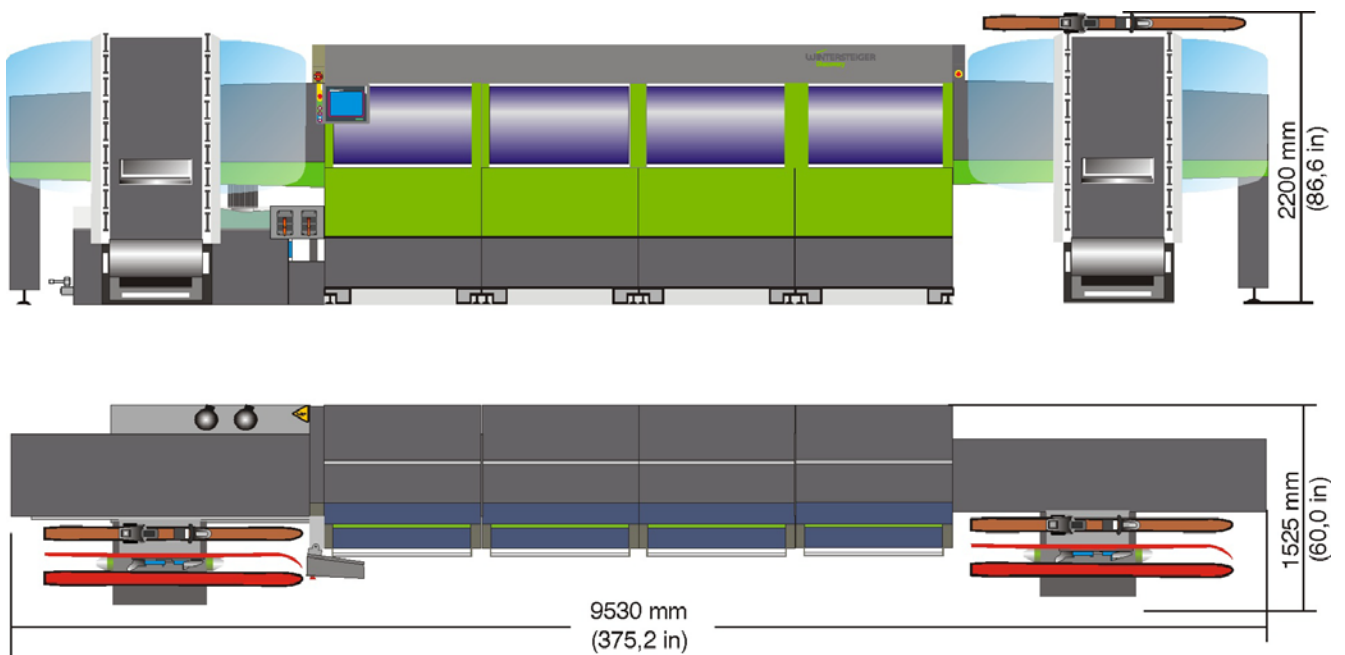 WINTERSTEIGER
2200 mm
(86,6 in)
1525 mm
(60,0 in)
9530 mm
(375,2 in)